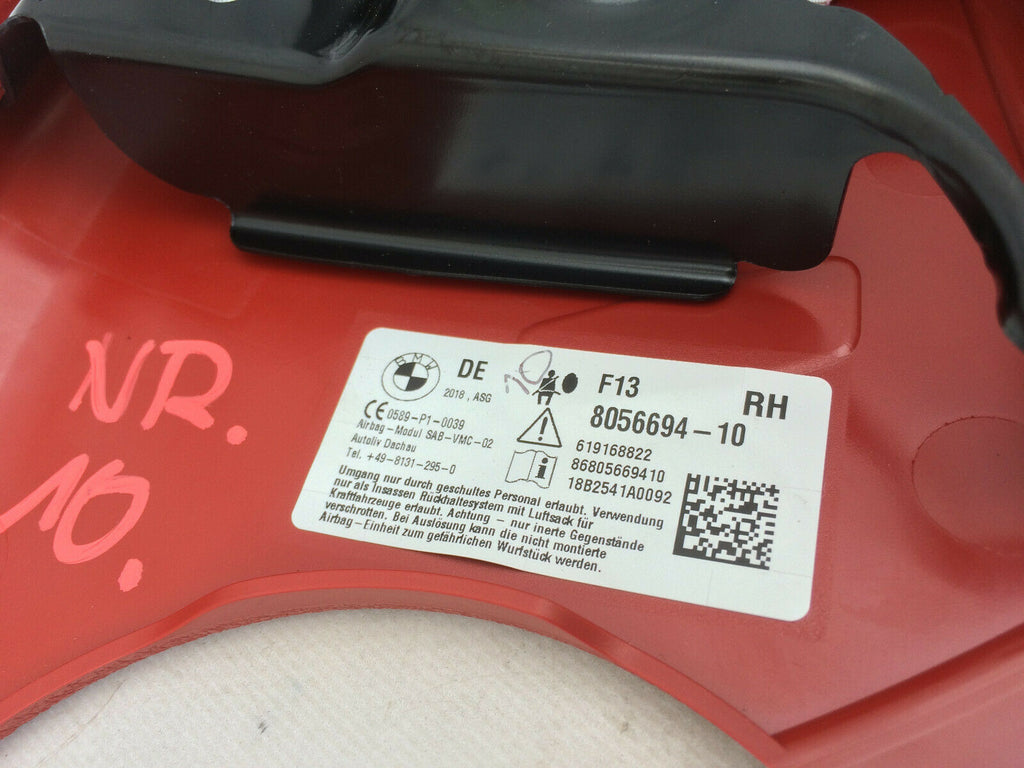 NR.
10.
BMW
DE
10
F13
RH
2018, ASG
8056694-10
CE 0589-P1-0039
619168822
Airbag-Modul SAB-VMC-02
86805669410
Autoliv Dachau
18B2541A0092
Tel. +49-8131-295-0
Umgang nur durch geschultes Personal erlaubt. Verwendung
nur als Insassen Rückhaltesystem mit Luftsack für
Kraftfahrzeuge erlaubt. Achtung - nur inerte Gegenstände
verschrotten. Bei Auslösung kann die nicht montierte
Airbag-Einheit zum gefährlichen Wurfstück werden.